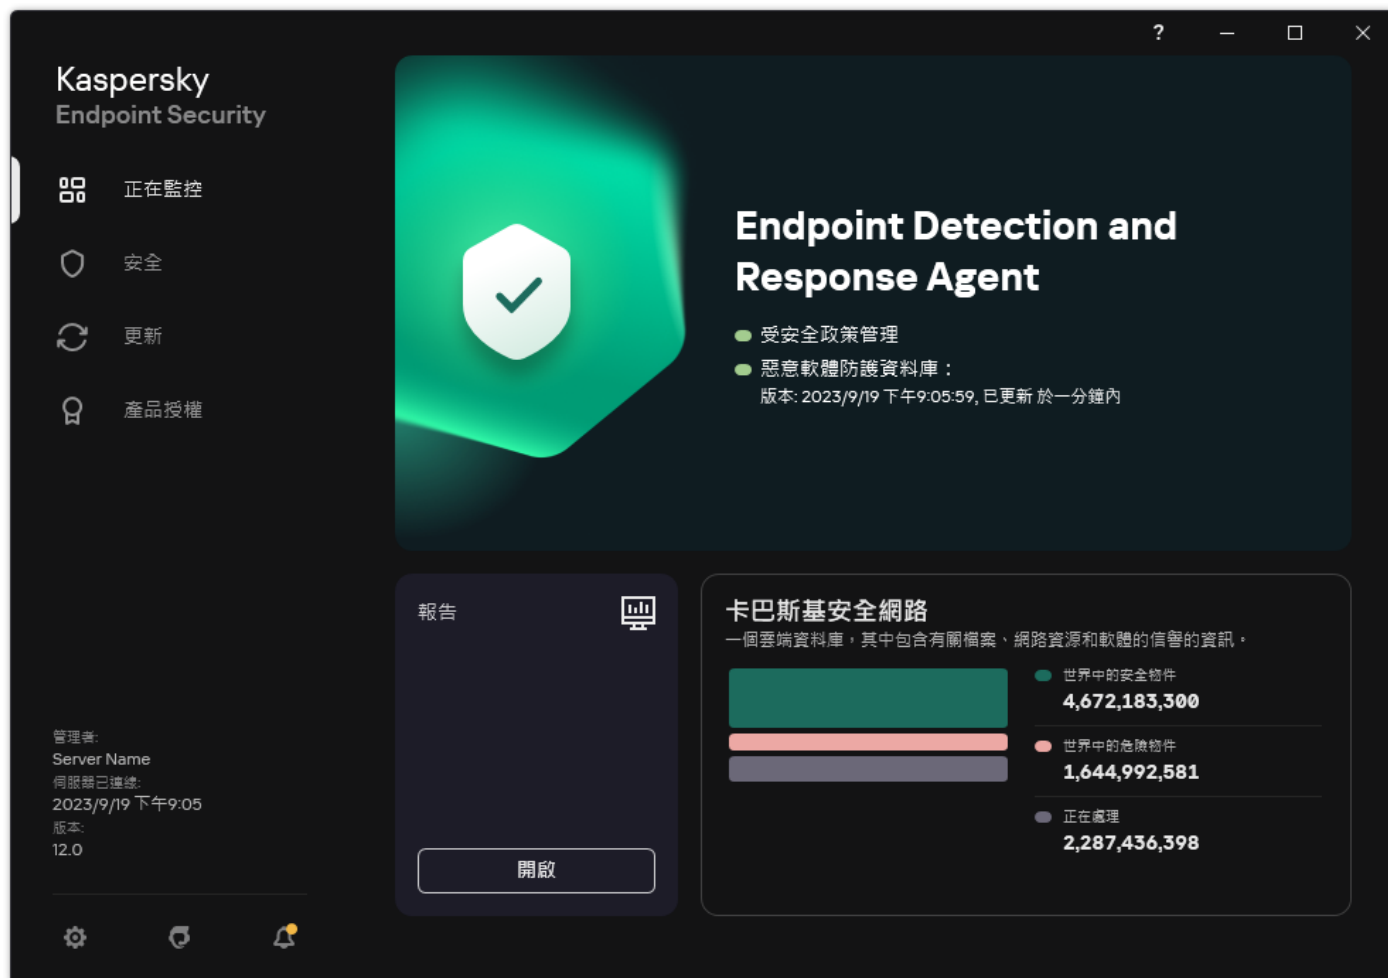 ?
Kaspersky
Endpoint Security
正在監控
安全
更新
產品授權
Endpoint Detection and
Response Agent
受安全政策管理
惡意軟體防護資料庫：
版本: 2023/9/19 下午9:05:59, 已更新 於一分鐘內
報告
開啟
卡巴斯基安全網路
一個雲端資料庫，其中包含有關檔案、網路資源和軟體的信譽的資訊。
世界中的安全物件
4,672,183,300
世界中的危險物件
1,644,992,581
正在處理
2,287,436,398
管理者:
Server Name
伺服器已連線:
2023/9/19 下午9:05
版本:
12.0